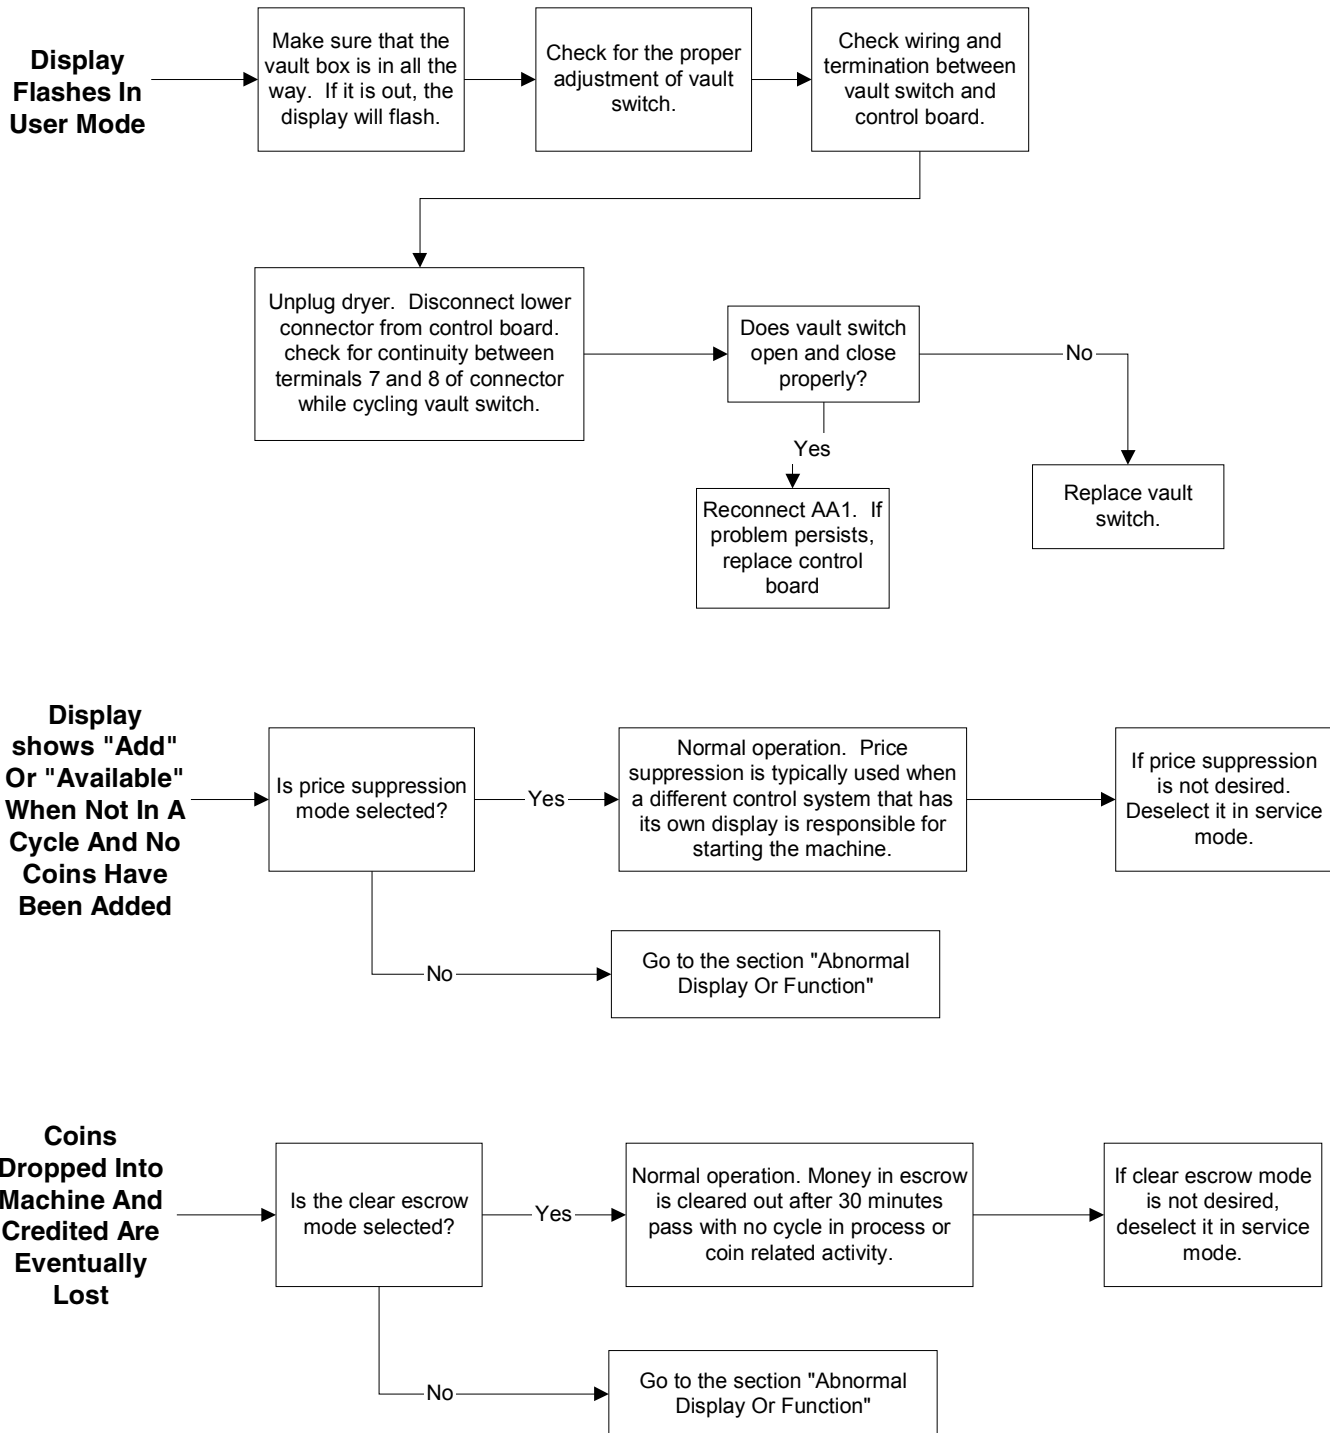 Display
Flashes In
User Mode
Make sure that the
vault box is in all the
way.  If it is out, the
display will flash.
Check for the proper
adjustment of vault
switch.
Check wiring and
termination between
vault switch and
control board.
Unplug dryer.  Disconnect lower
connector from control board.
check for continuity between
terminals 7 and 8 of connector
while cycling vault switch.
Does vault switch
open and close
properly?
No
Yes
Reconnect AA1.  If
problem persists,
replace control
board
Replace vault
switch.
Display
shows "Add"
Or "Available"
When Not In A
Cycle And No
Coins Have
Been Added
Is price suppression
mode selected?
Yes
Normal operation.  Price
suppression is typically used when
a different control system that has
its own display is responsible for
starting the machine.
If price suppression
is not desired.
Deselect it in service
mode.
No
Go to the section "Abnormal
Display Or Function"
Coins
Dropped Into
Machine And
Credited Are
Eventually
Lost
Is the clear escrow
mode selected?
Yes
Normal operation. Money in escrow
is cleared out after 30 minutes
pass with no cycle in process or
coin related activity.
If clear escrow mode
is not desired,
deselect it in service
mode.
No
Go to the section "Abnormal
Display Or Function"